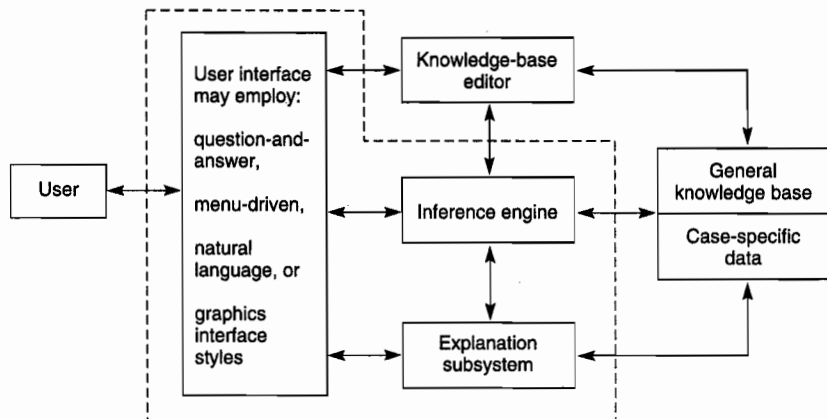 User
User interface
may employ:
question-and-
answer,
menu-driven,
natural
language, or
graphics
interface
styles
Knowledge-base
editor
Inference engine
Explanation
subsystem
General
knowledge base
Case-specific
data